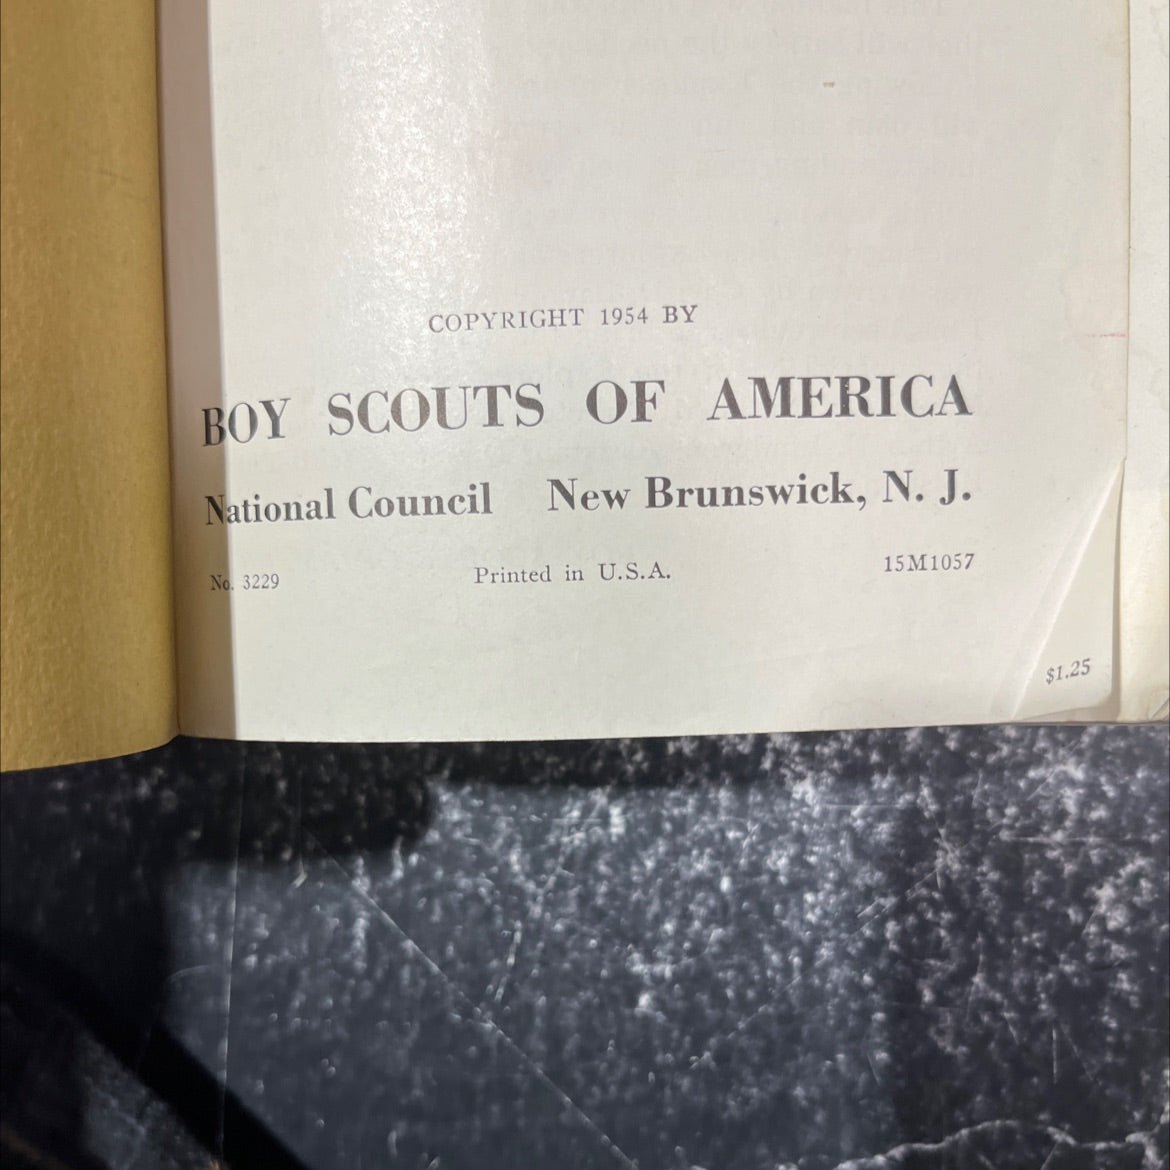 COPYRIGHT 1954 BY
BOY SCOUTS OF AMERICA
National Council New Brunswick, N. J.
No. 3229 Printed in U.S.A. 15M1057
$1.25